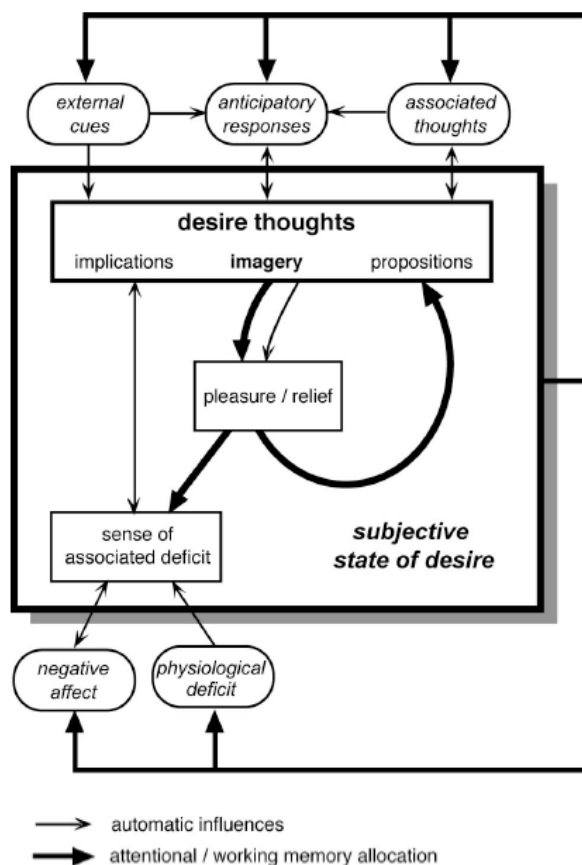 external
cues
anticipatory
responses
associated
thoughts
desire thoughts
implications
imagery
propositions
pleasure / relief
sense of
associated deficit
subjective
state of desire
negative
affect
physiological
deficit
automatic influences
attentional / working memory allocation